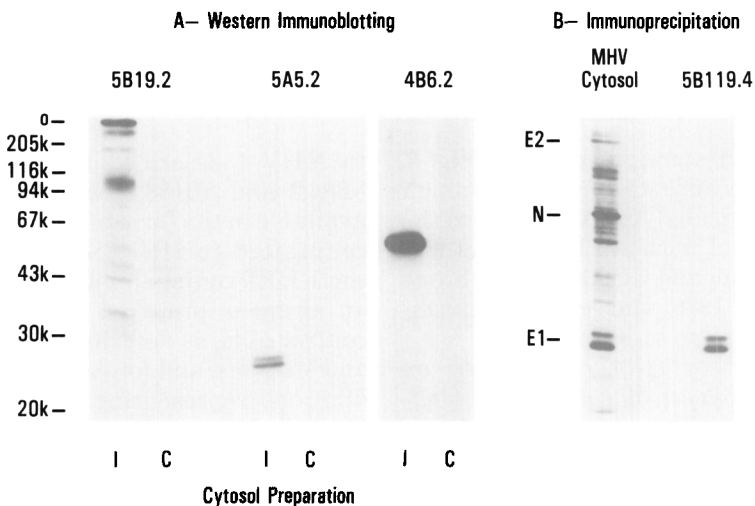 A– Western Immunoblotting
5B19.2 5A5.2 4B6.2
0–
205k–
116k–
94k–
67k–
43k–
30k–
20k–
I C I C I C
Cytosol Preparation
B– Immunoprecipitation
MHV
Cytosol 5B119.4
E2–
N–
E1–